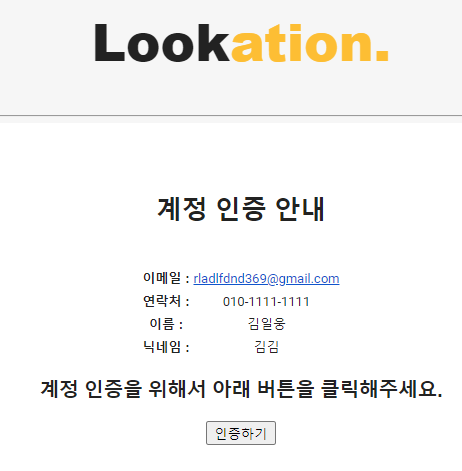 Lookation.
계정 인증 안내
이메일 : rladlfdnd369@gmail.com
연락처 : 010-1111-1111
이름 : 김일웅
닉네임 : 김김
계정 인증을 위해서 아래 버튼을 클릭해주세요.
인증하기